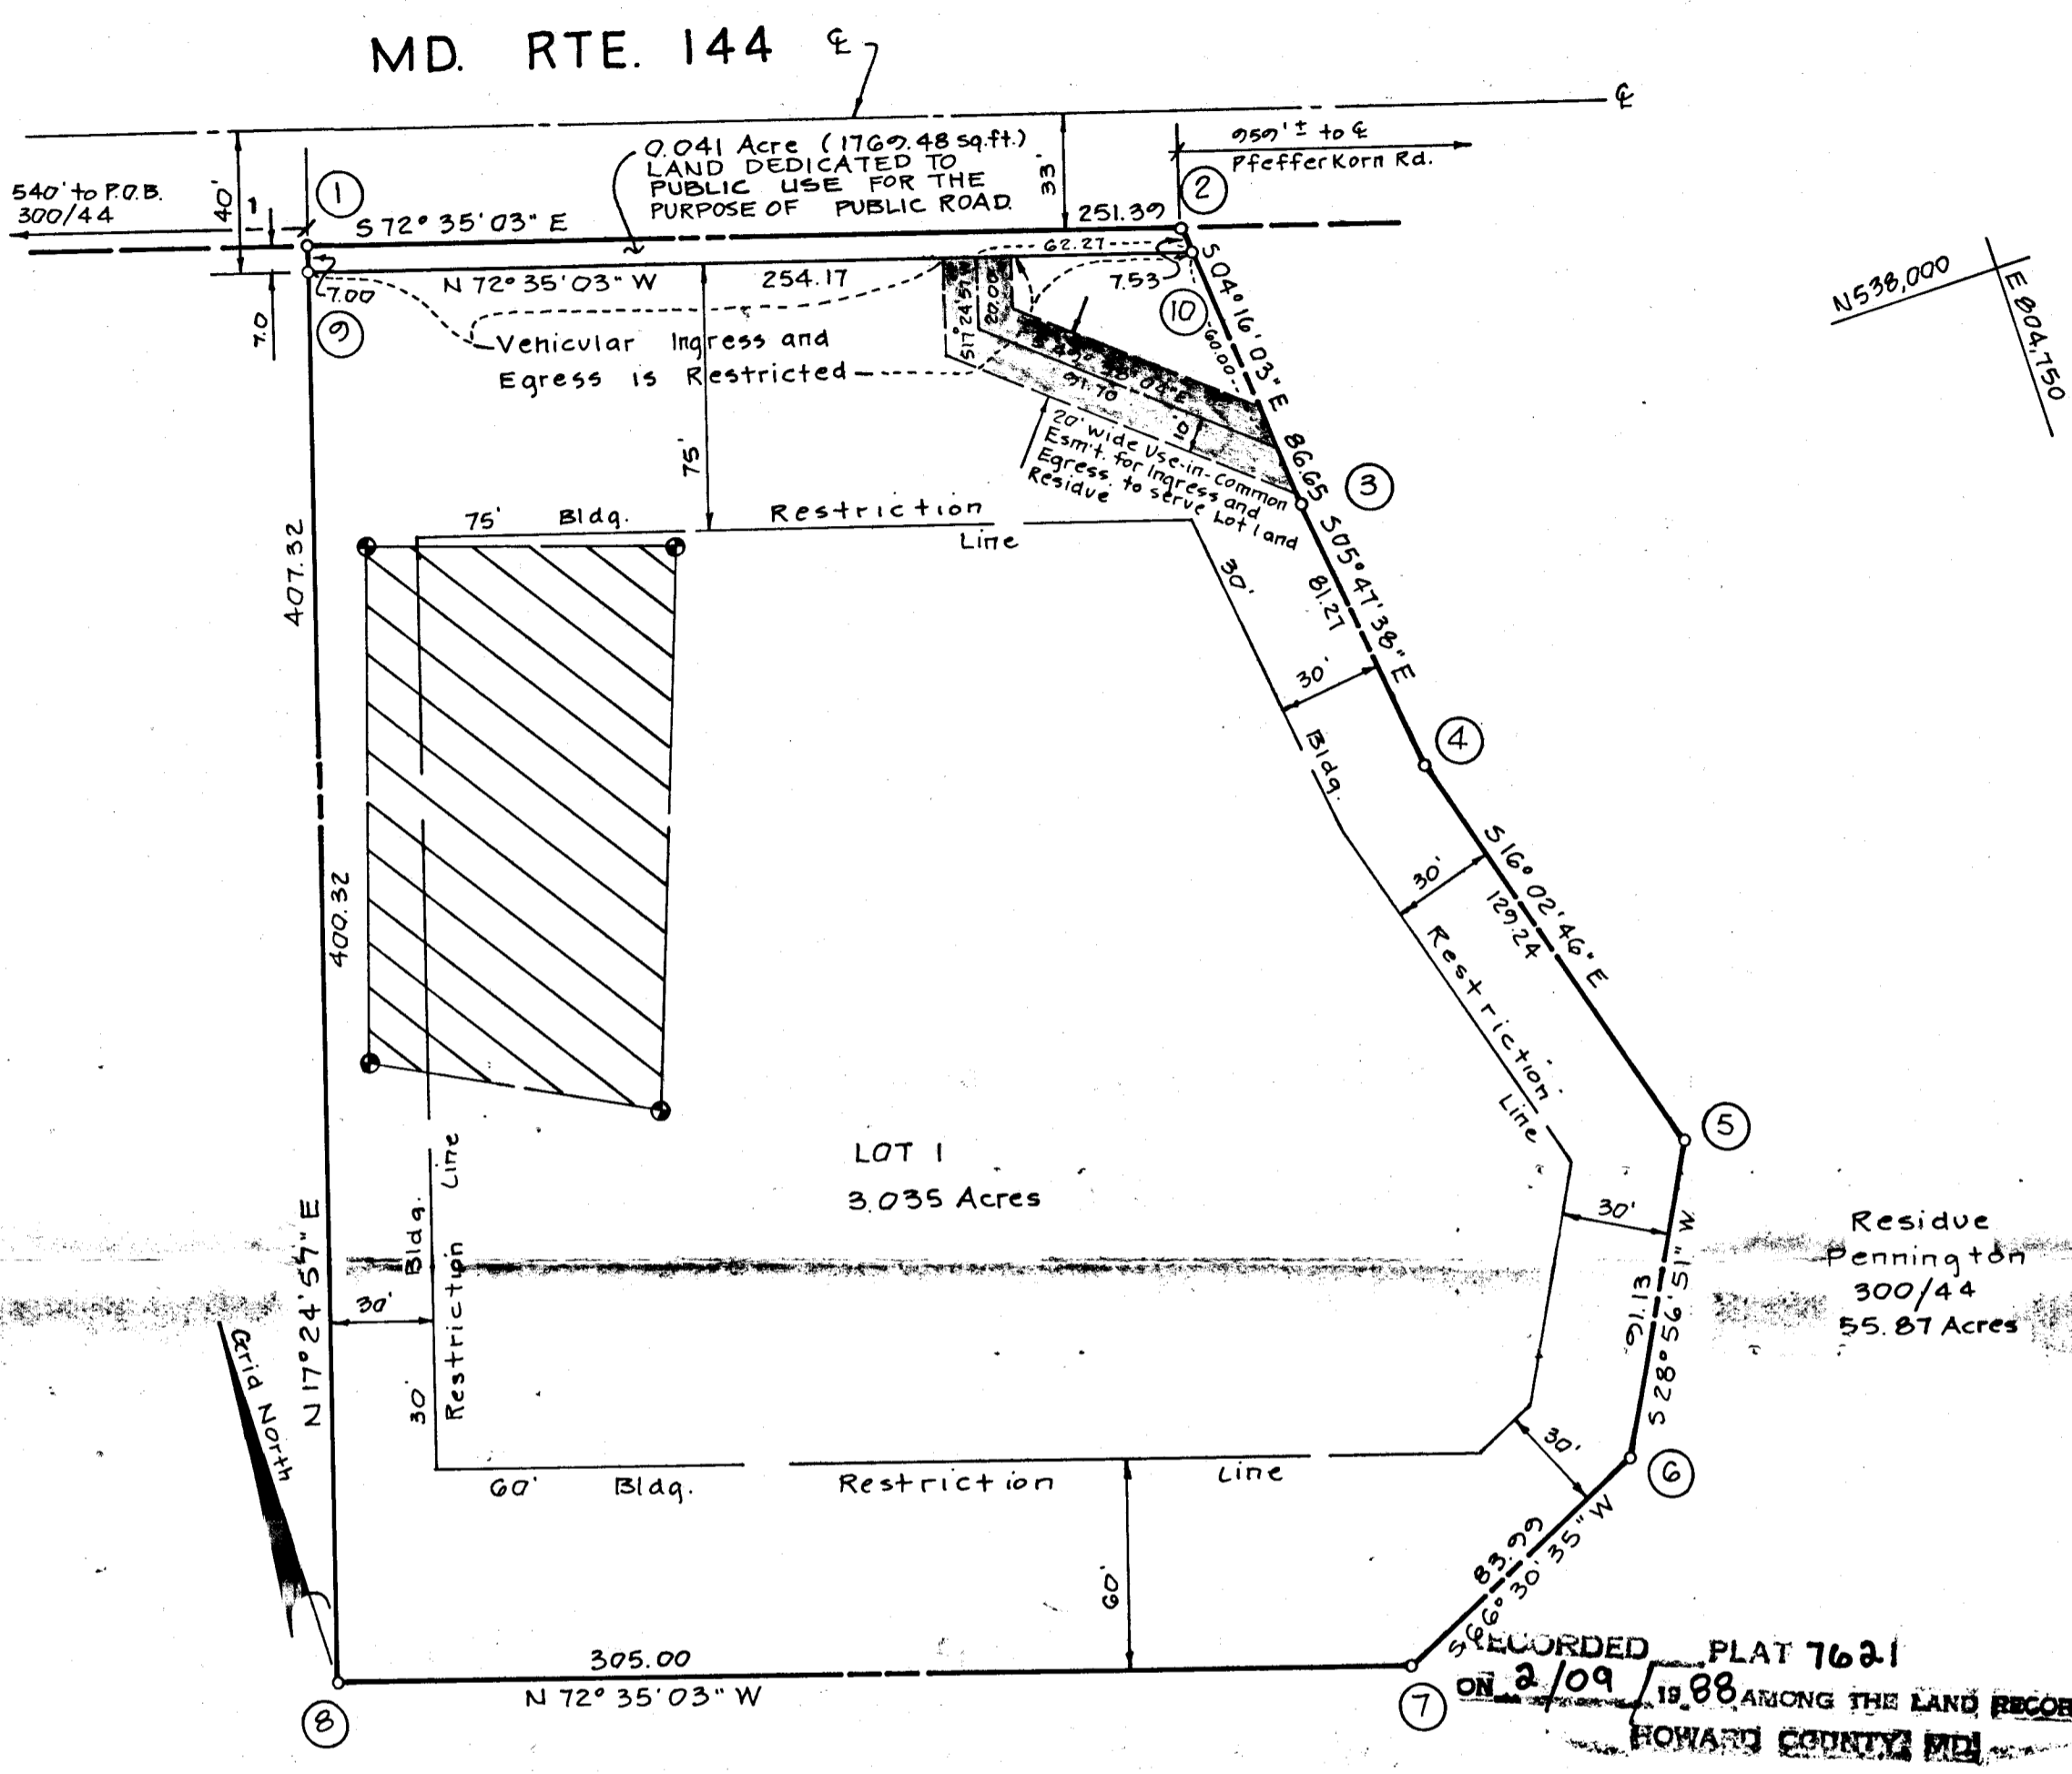 MD. RTE. 144 ℄
℄
959'± to ℄
Pfefferkorn Rd.
0.041 Acre (1769.48 sq.ft.)
LAND DEDICATED TO
PUBLIC USE FOR THE
PURPOSE OF PUBLIC ROAD.
33'
540' to P.O.B.
300/44
40'
1
2
S 72° 35' 03" E
251.39
62.27
7.00
N 72° 35' 03" W
254.17
7.53
7.0
9
10
S 04° 16' 03" E
86.65
60.00
20.00
91.70
10'
Vehicular Ingress and
Egress is Restricted
20' wide Use-in-Common
Esm't. for Ingress and
Egress, to serve Lot 1 and
Residue
N 538,000
E 804,750
75'
3
75' Bldg. Restriction
Line
S 05° 47' 38" E
81.27
30'
30'
407.32
4
Bldg.
S 16° 02' 46" E
129.24
30'
Restriction
Line
400.32
5
LOT 1
3.035 Acres
30'
91.13
S 28° 56' 51" W
Residue
Pennington
300/44
55.87 Acres
N 17° 24' 57" E
30'
30' Bldg.
Restriction Line
Grid North
60' Bldg. Restriction Line
30'
6
83.99
S 66° 30' 35" W
60'
305.00
N 72° 35' 03" W
7
8
RECORDED PLAT 7621
ON 2/09 / 19 88 AMONG THE LAND
HOWARD COUNTY, MD.